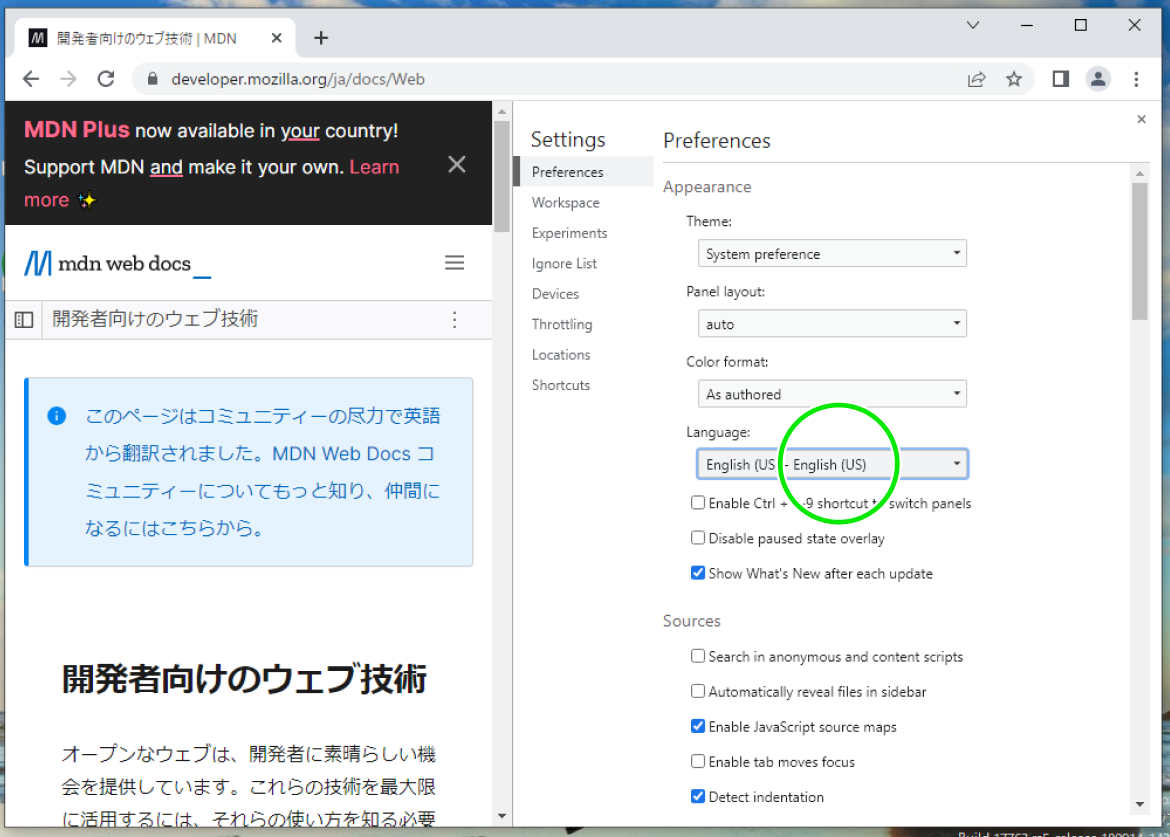 開発者向けのウェブ技術 | MDN
developer.mozilla.org/ja/docs/Web
MDN Plus now available in your country!
Support MDN and make it your own. Learn
more
mdn web docs_
開発者向けのウェブ技術
このページはコミュニティーの尽力で英語
から翻訳されました。MDN Web Docs コ
ミュニティーについてもっと知り、仲間に
なるにはこちらから。
開発者向けのウェブ技術
オープンなウェブは、開発者に素晴らしい機
会を提供しています。これらの技術を最大限
に活用するには、それらの使い方を知る必要
Settings
Preferences
Workspace
Experiments
Ignore List
Devices
Throttling
Locations
Shortcuts
Preferences
Appearance
Theme:
System preference
Panel layout:
auto
Color format:
As authored
Language:
English (US) - English (US)
Enable Ctrl + 1-9 shortcut to switch panels
Disable paused state overlay
Show What's New after each update
Sources
Search in anonymous and content scripts
Automatically reveal files in sidebar
Enable JavaScript source maps
Enable tab moves focus
Detect indentation